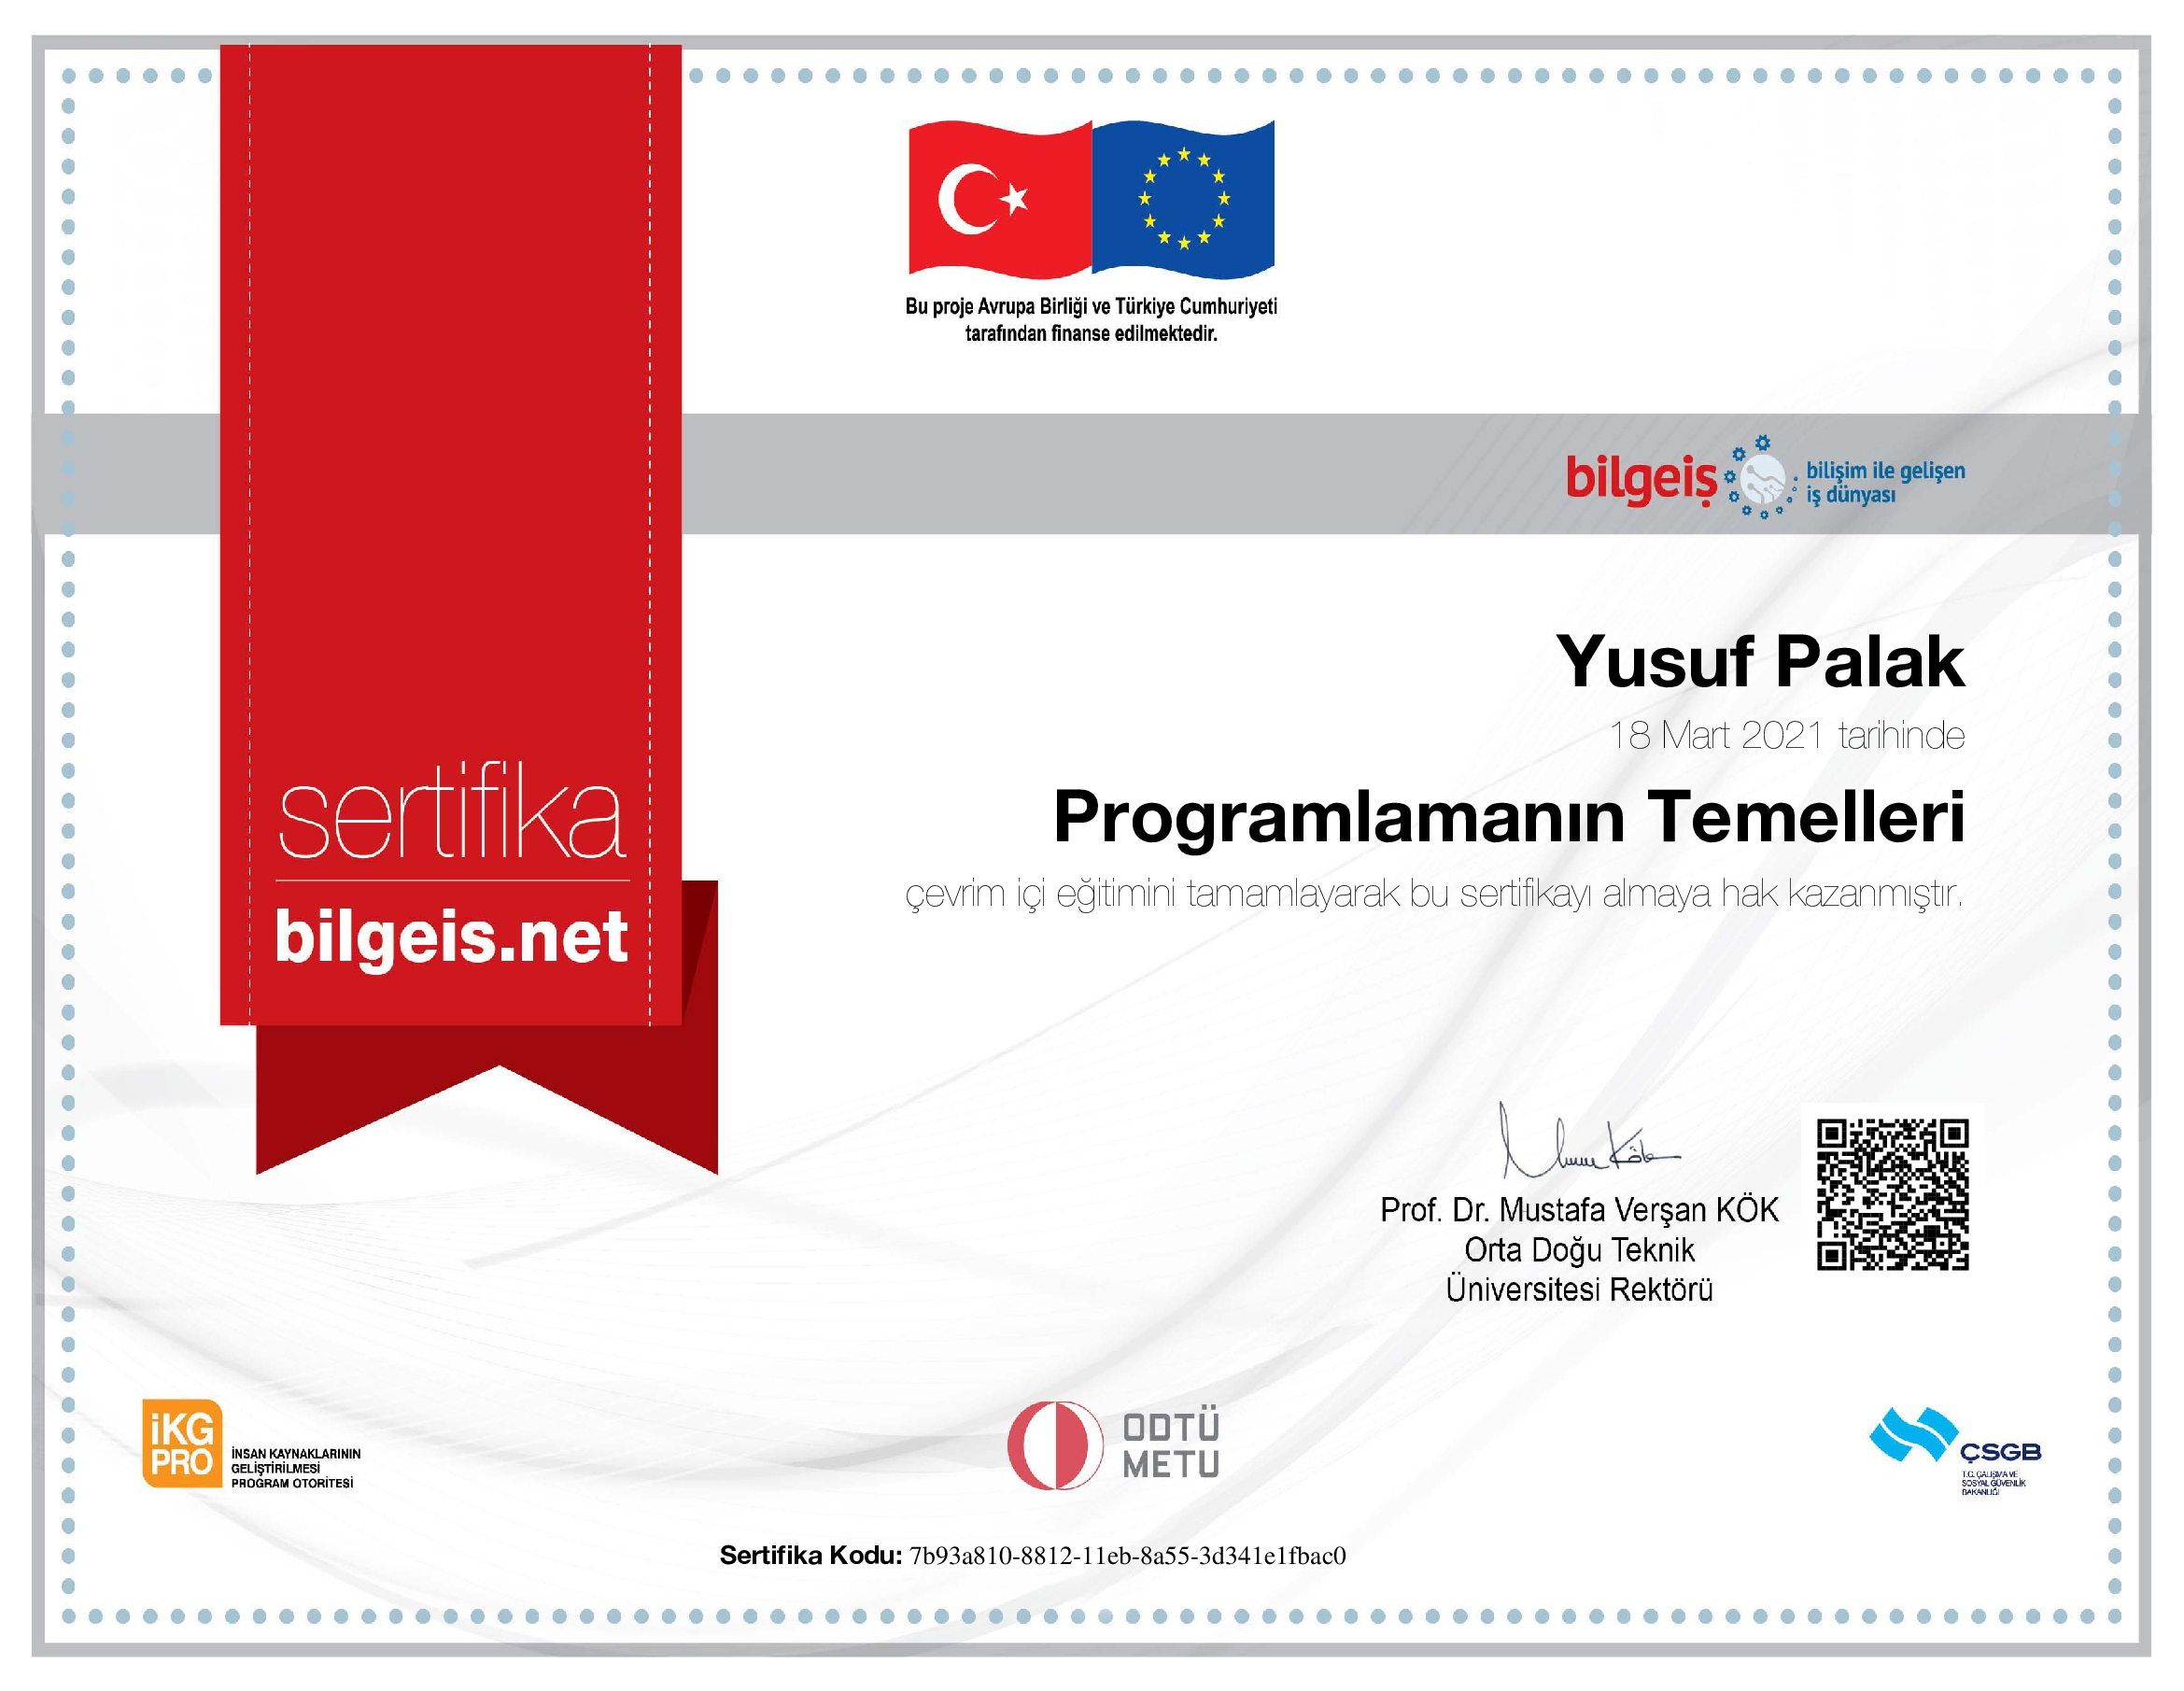 Bu proje Avrupa Birliği ve Türkiye Cumhuriyeti
tarafından finanse edilmektedir.
bilgeiş
bilişim ile gelişen
iş dünyası
Yusuf Palak
18 Mart 2021 tarihinde
Programlamanın Temelleri
çevrim içi eğitimini tamamlayarak bu sertifikayı almaya hak kazanmıştır.
sertifika
bilgeis.net
Prof. Dr. Mustafa Verşan KÖK
Orta Doğu Teknik
Üniversitesi Rektörü
iKG
PRO
İNSAN KAYNAKLARININ
GELİŞTİRİLMESİ
PROGRAM OTORİTESİ
ODTÜ
METU
ÇSGB
T.C. ÇALIŞMA VE
SOSYAL GÜVENLİK
BAKANLIĞI
Sertifika Kodu: 7b93a810-8812-11eb-8a55-3d341e1fbac0